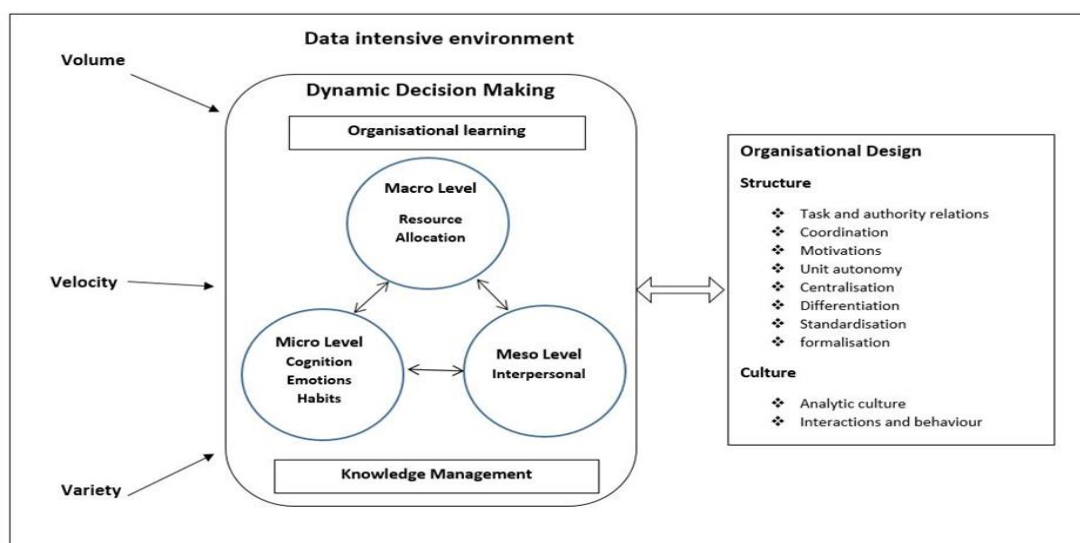 Data intensive environment
Volume
Velocity
Variety
Dynamic Decision Making
Organisational learning
Macro Level
Resource
Allocation
Micro Level
Cognition
Emotions
Habits
Meso Level
Interpersonal
Knowledge Management
Organisational Design
Structure
Task and authority relations
Coordination
Motivations
Unit autonomy
Centralisation
Differentiation
Standardisation
formalisation
Culture
Analytic culture
Interactions and behaviour